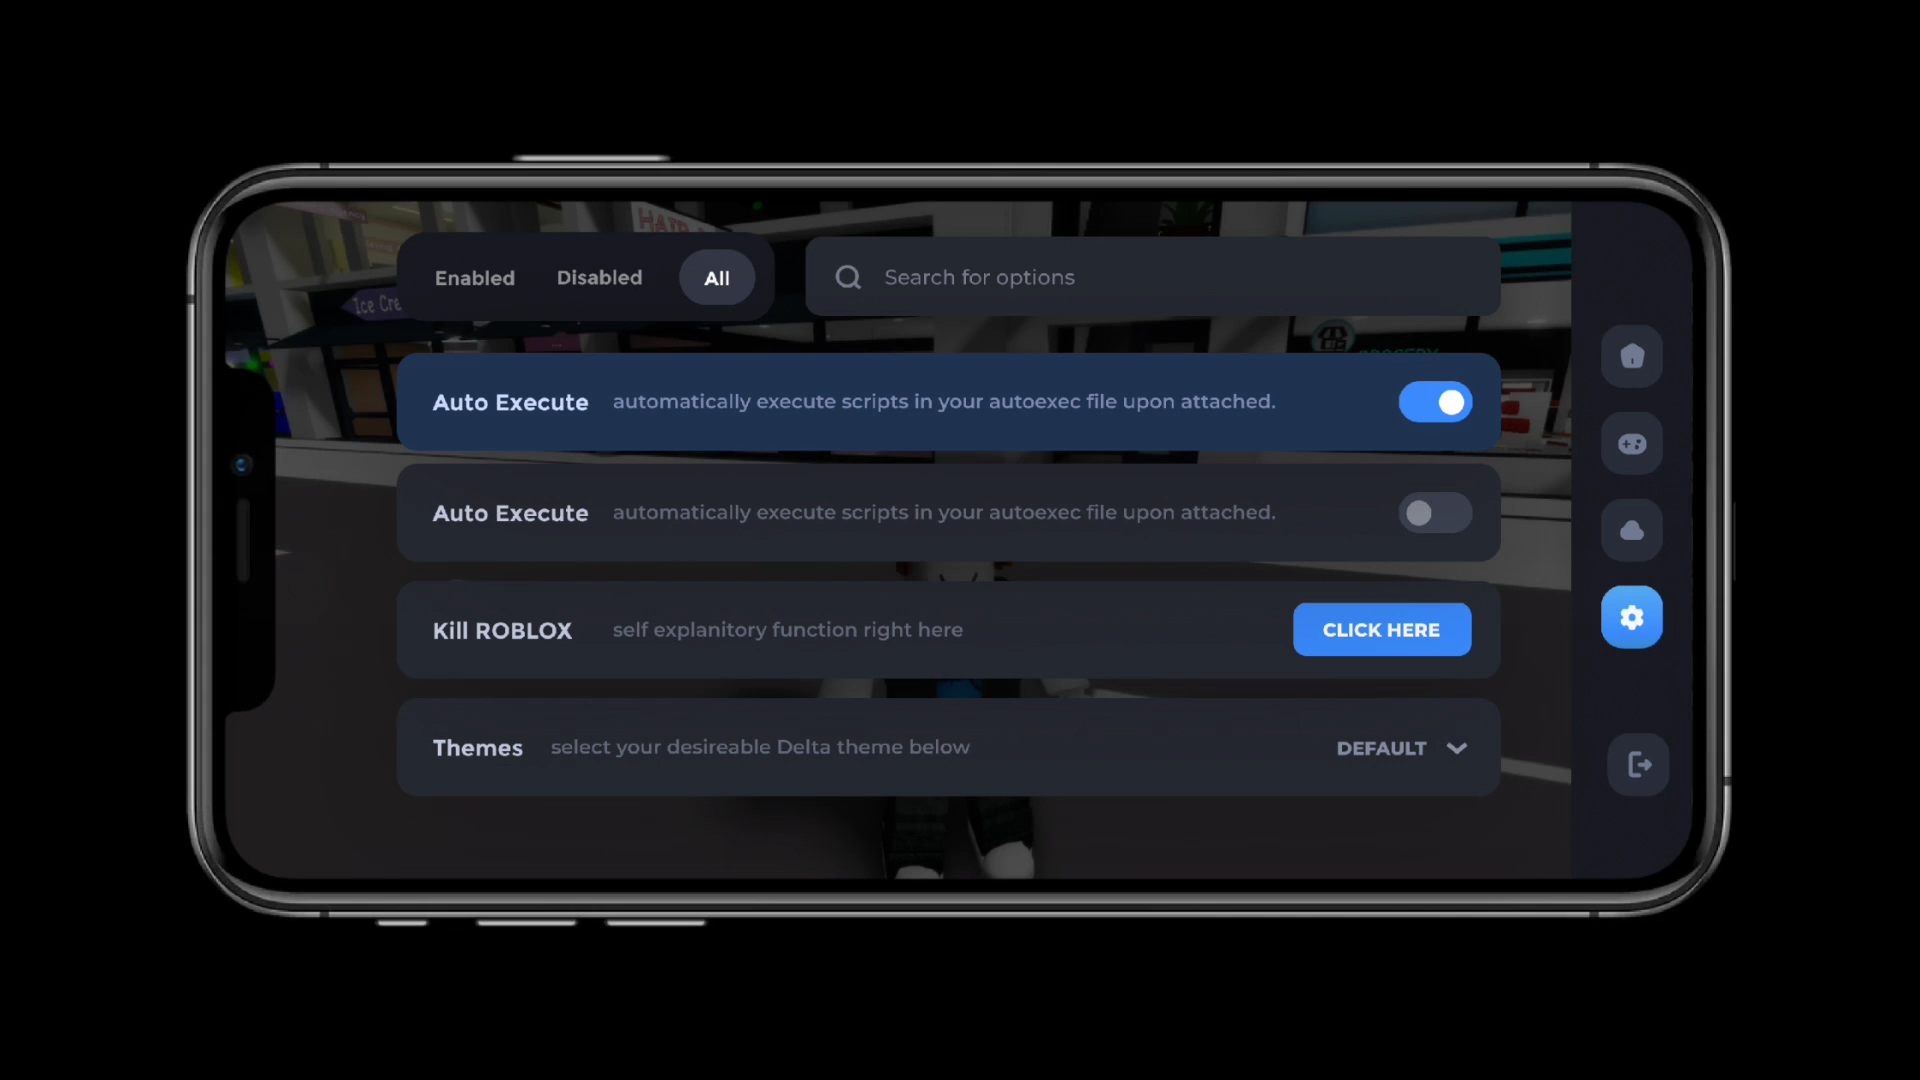 Enabled Disabled All
Search for options
Ice Cre
Auto Execute automatically execute scripts in your autoexec file upon attached.
Auto Execute automatically execute scripts in your autoexec file upon attached.
Kill ROBLOX self explanitory function right here CLICK HERE
Themes select your desireable Delta theme below DEFAULT